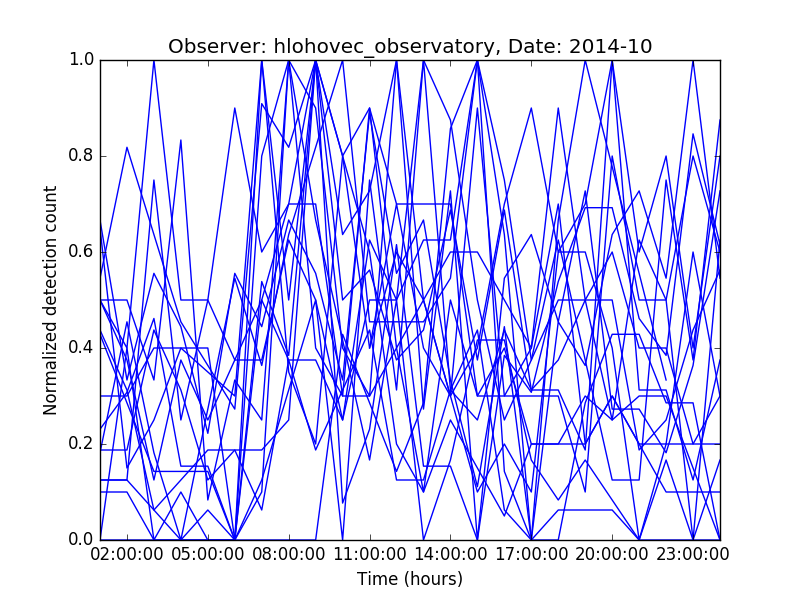 Observer: hlohovec_observatory, Date: 2014-10
1.0
0.8
0.6
0.4
0.2
0.0
Normalized detection count
02:00:00 05:00:00 08:00:00 11:00:00 14:00:00 17:00:00 20:00:00 23:00:00
Time (hours)